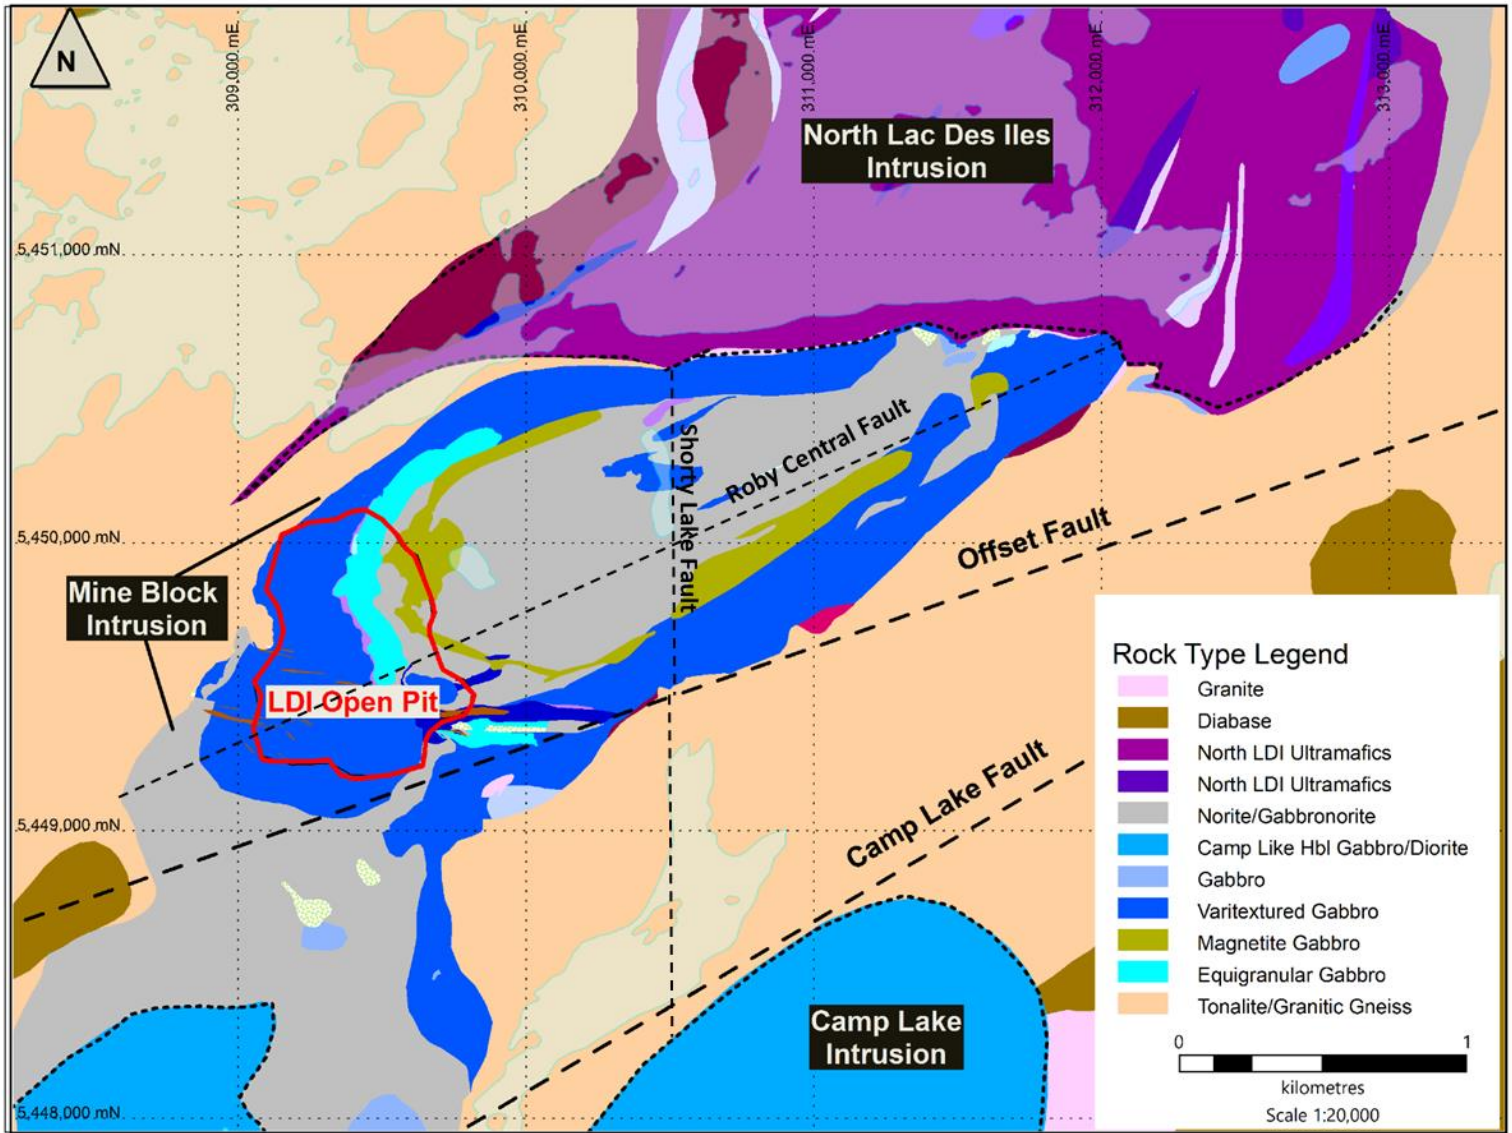 N
309,000 mE
310,000 mE
311,000 mE
312,000 mE
313,000 mE
North Lac Des Iles
Intrusion
5,451,000 mN
Shorty Lake Fault
Roby Central Fault
5,450,000 mN
Offset Fault
Mine Block
Intrusion
LDI Open Pit
Rock Type Legend
Granite
Diabase
North LDI Ultramafics
North LDI Ultramafics
Norite/Gabbronorite
Camp Like Hbl Gabbro/Diorite
Gabbro
Varitextured Gabbro
Magnetite Gabbro
Equigranular Gabbro
Tonalite/Granitic Gneiss
0 1
kilometres
Scale 1:20,000
Camp Lake Fault
5,449,000 mN
Camp Lake
Intrusion
5,448,000 mN